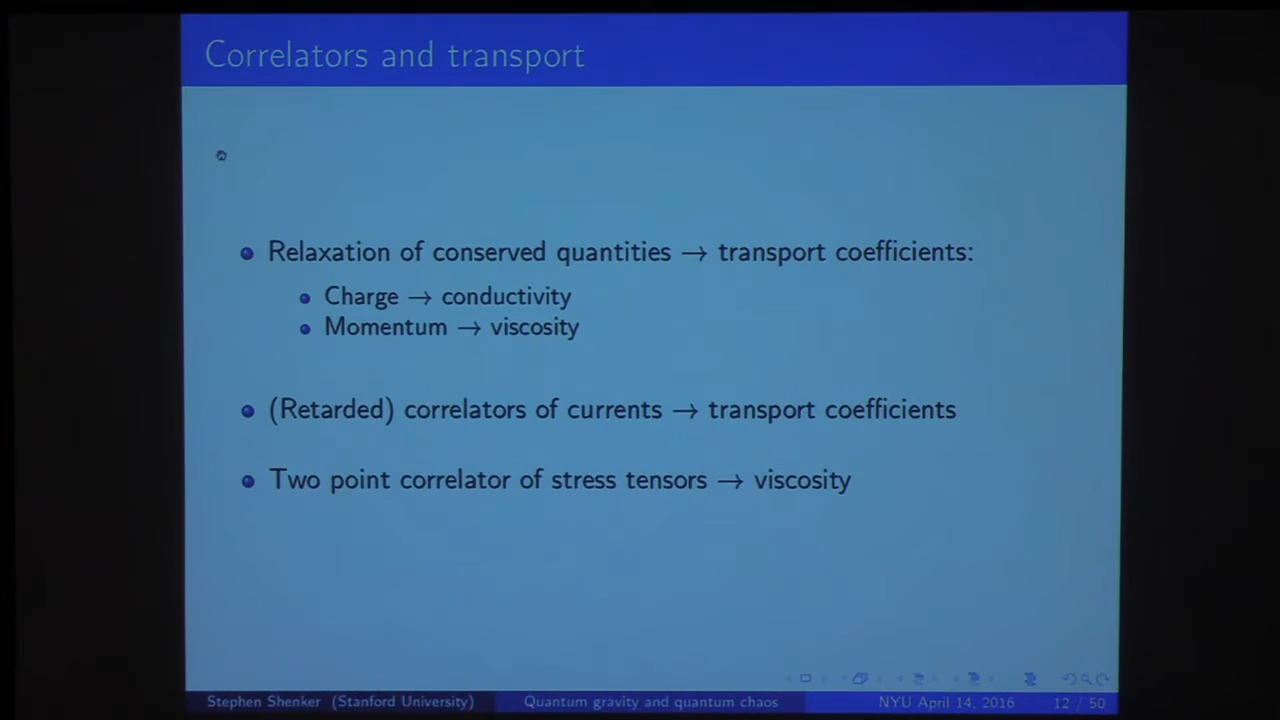 Correlators and transport
Relaxation of conserved quantities → transport coefficients:
Charge → conductivity
Momentum → viscosity
(Retarded) correlators of currents → transport coefficients
Two point correlator of stress tensors → viscosity
Stephen Shenker (Stanford University) Quantum gravity and quantum chaos NYU April 14, 2016 12 / 50